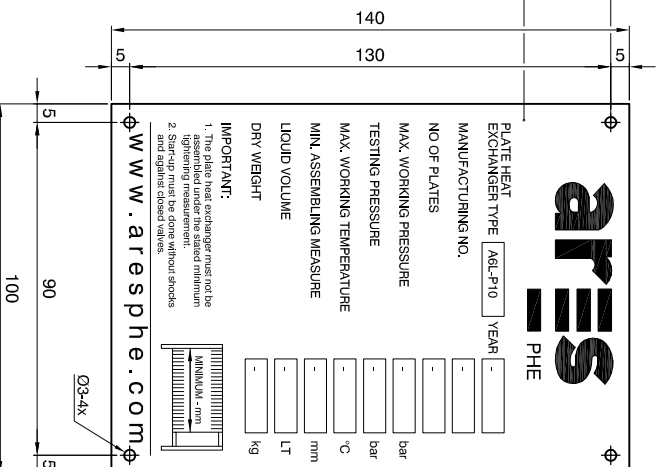 140
5
130
5
5
90
100
5
Ø3-4x
arES
PHE
PLATE HEAT
EXCHANGER TYPE A6L-P10 YEAR -
MANUFACTURING NO. -
NO OF PLATES -
MAX. WORKING PRESSURE - bar
TESTING PRESSURE - bar
MAX. WORKING TEMPERATURE - °C
MIN. ASSEMBLING MEASURE - mm
LIQUID VOLUME - LT
DRY WEIGHT - kg
IMPORTANT:
1. The plate heat exchanger must not be
assembled under the stated minimum
tightening measurement.
2. Start-up must be done without shocks
and against closed valves.
MINIMUM - mm
www.aresphe.com